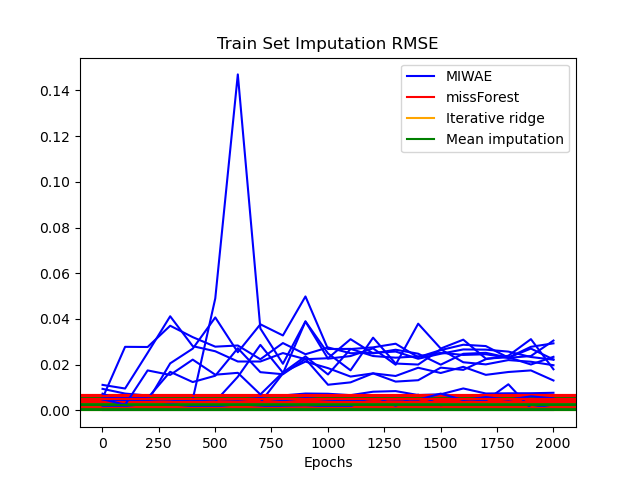 Train Set Imputation RMSE
MIWAE
missForest
Iterative ridge
Mean imputation
0.14
0.12
0.10
0.08
0.06
0.04
0.02
0.00
0 250 500 750 1000 1250 1500 1750 2000
Epochs